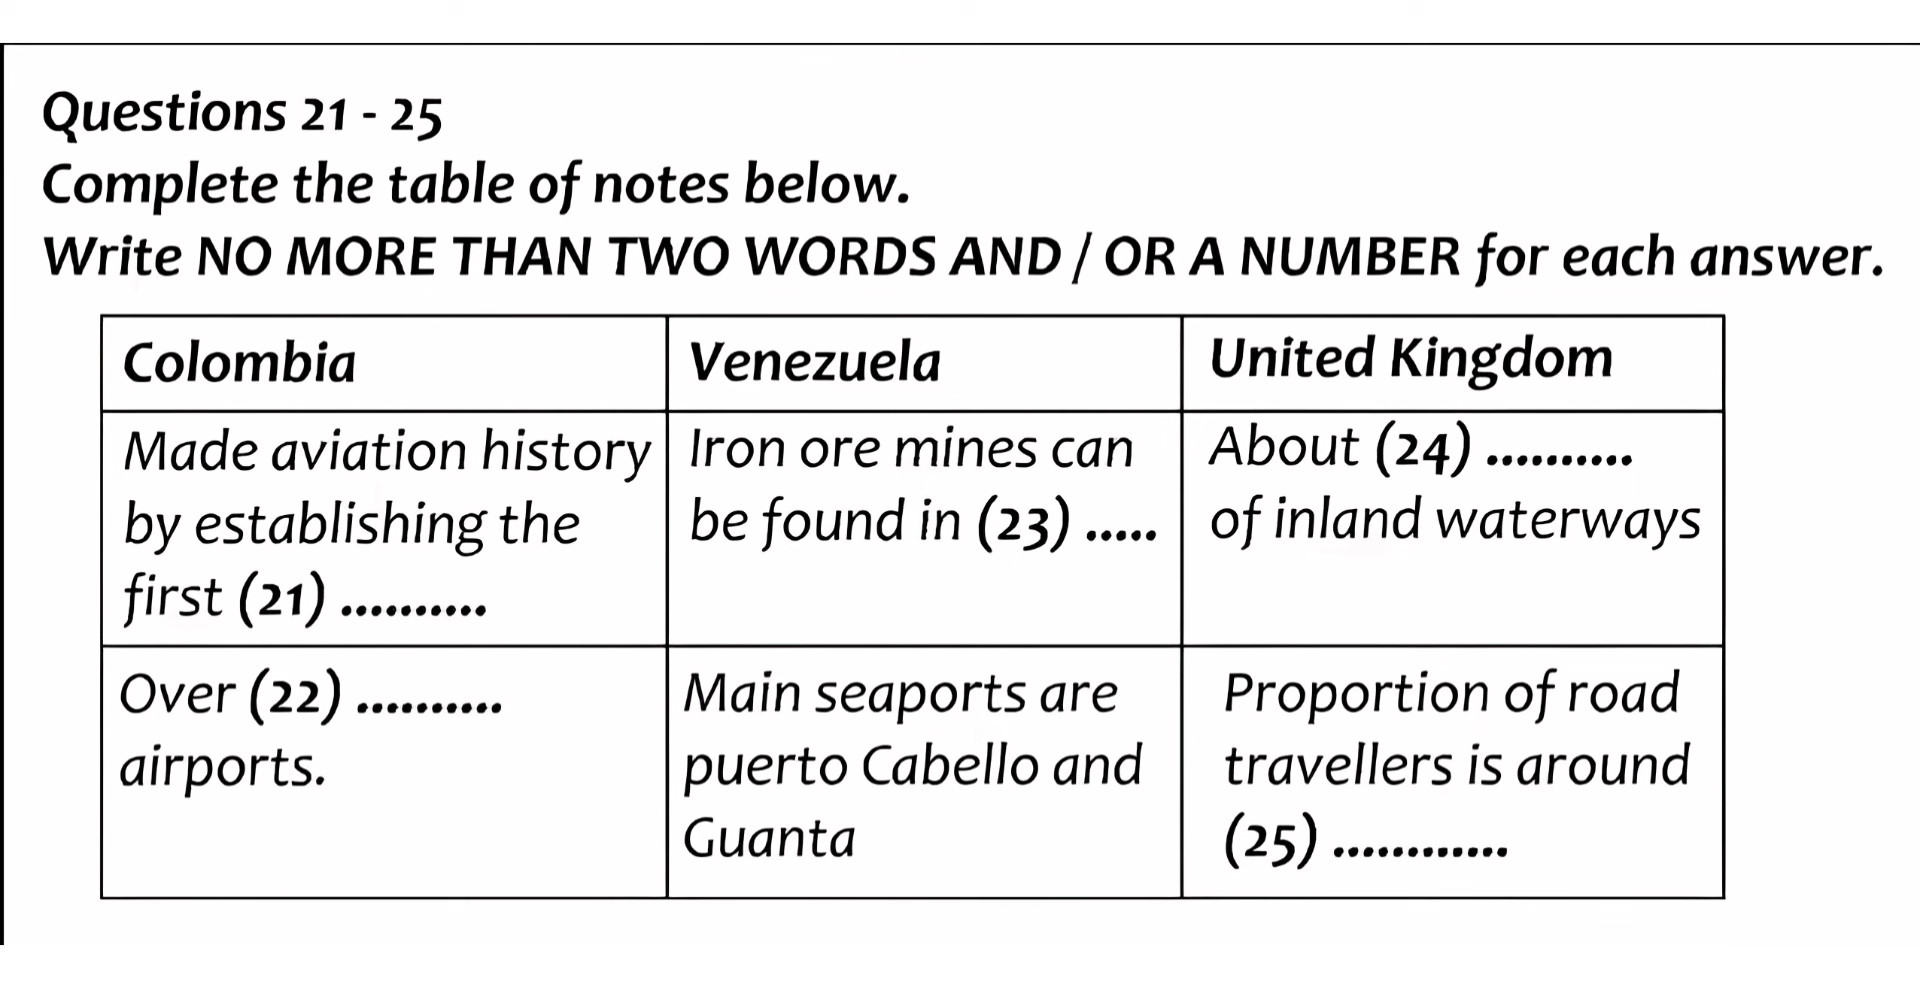 Questions 21 - 25
Complete the table of notes below.
Write NO MORE THAN TWO WORDS AND / OR A NUMBER for each answer.
Colombia
Venezuela
United Kingdom
Made aviation history
by establishing the
first (21) ..........
Iron ore mines can
be found in (23) .....
About (24) ..........
of inland waterways
Over (22) ..........
airports.
Main seaports are
puerto Cabello and
Guanta
Proportion of road
travellers is around
(25) ............